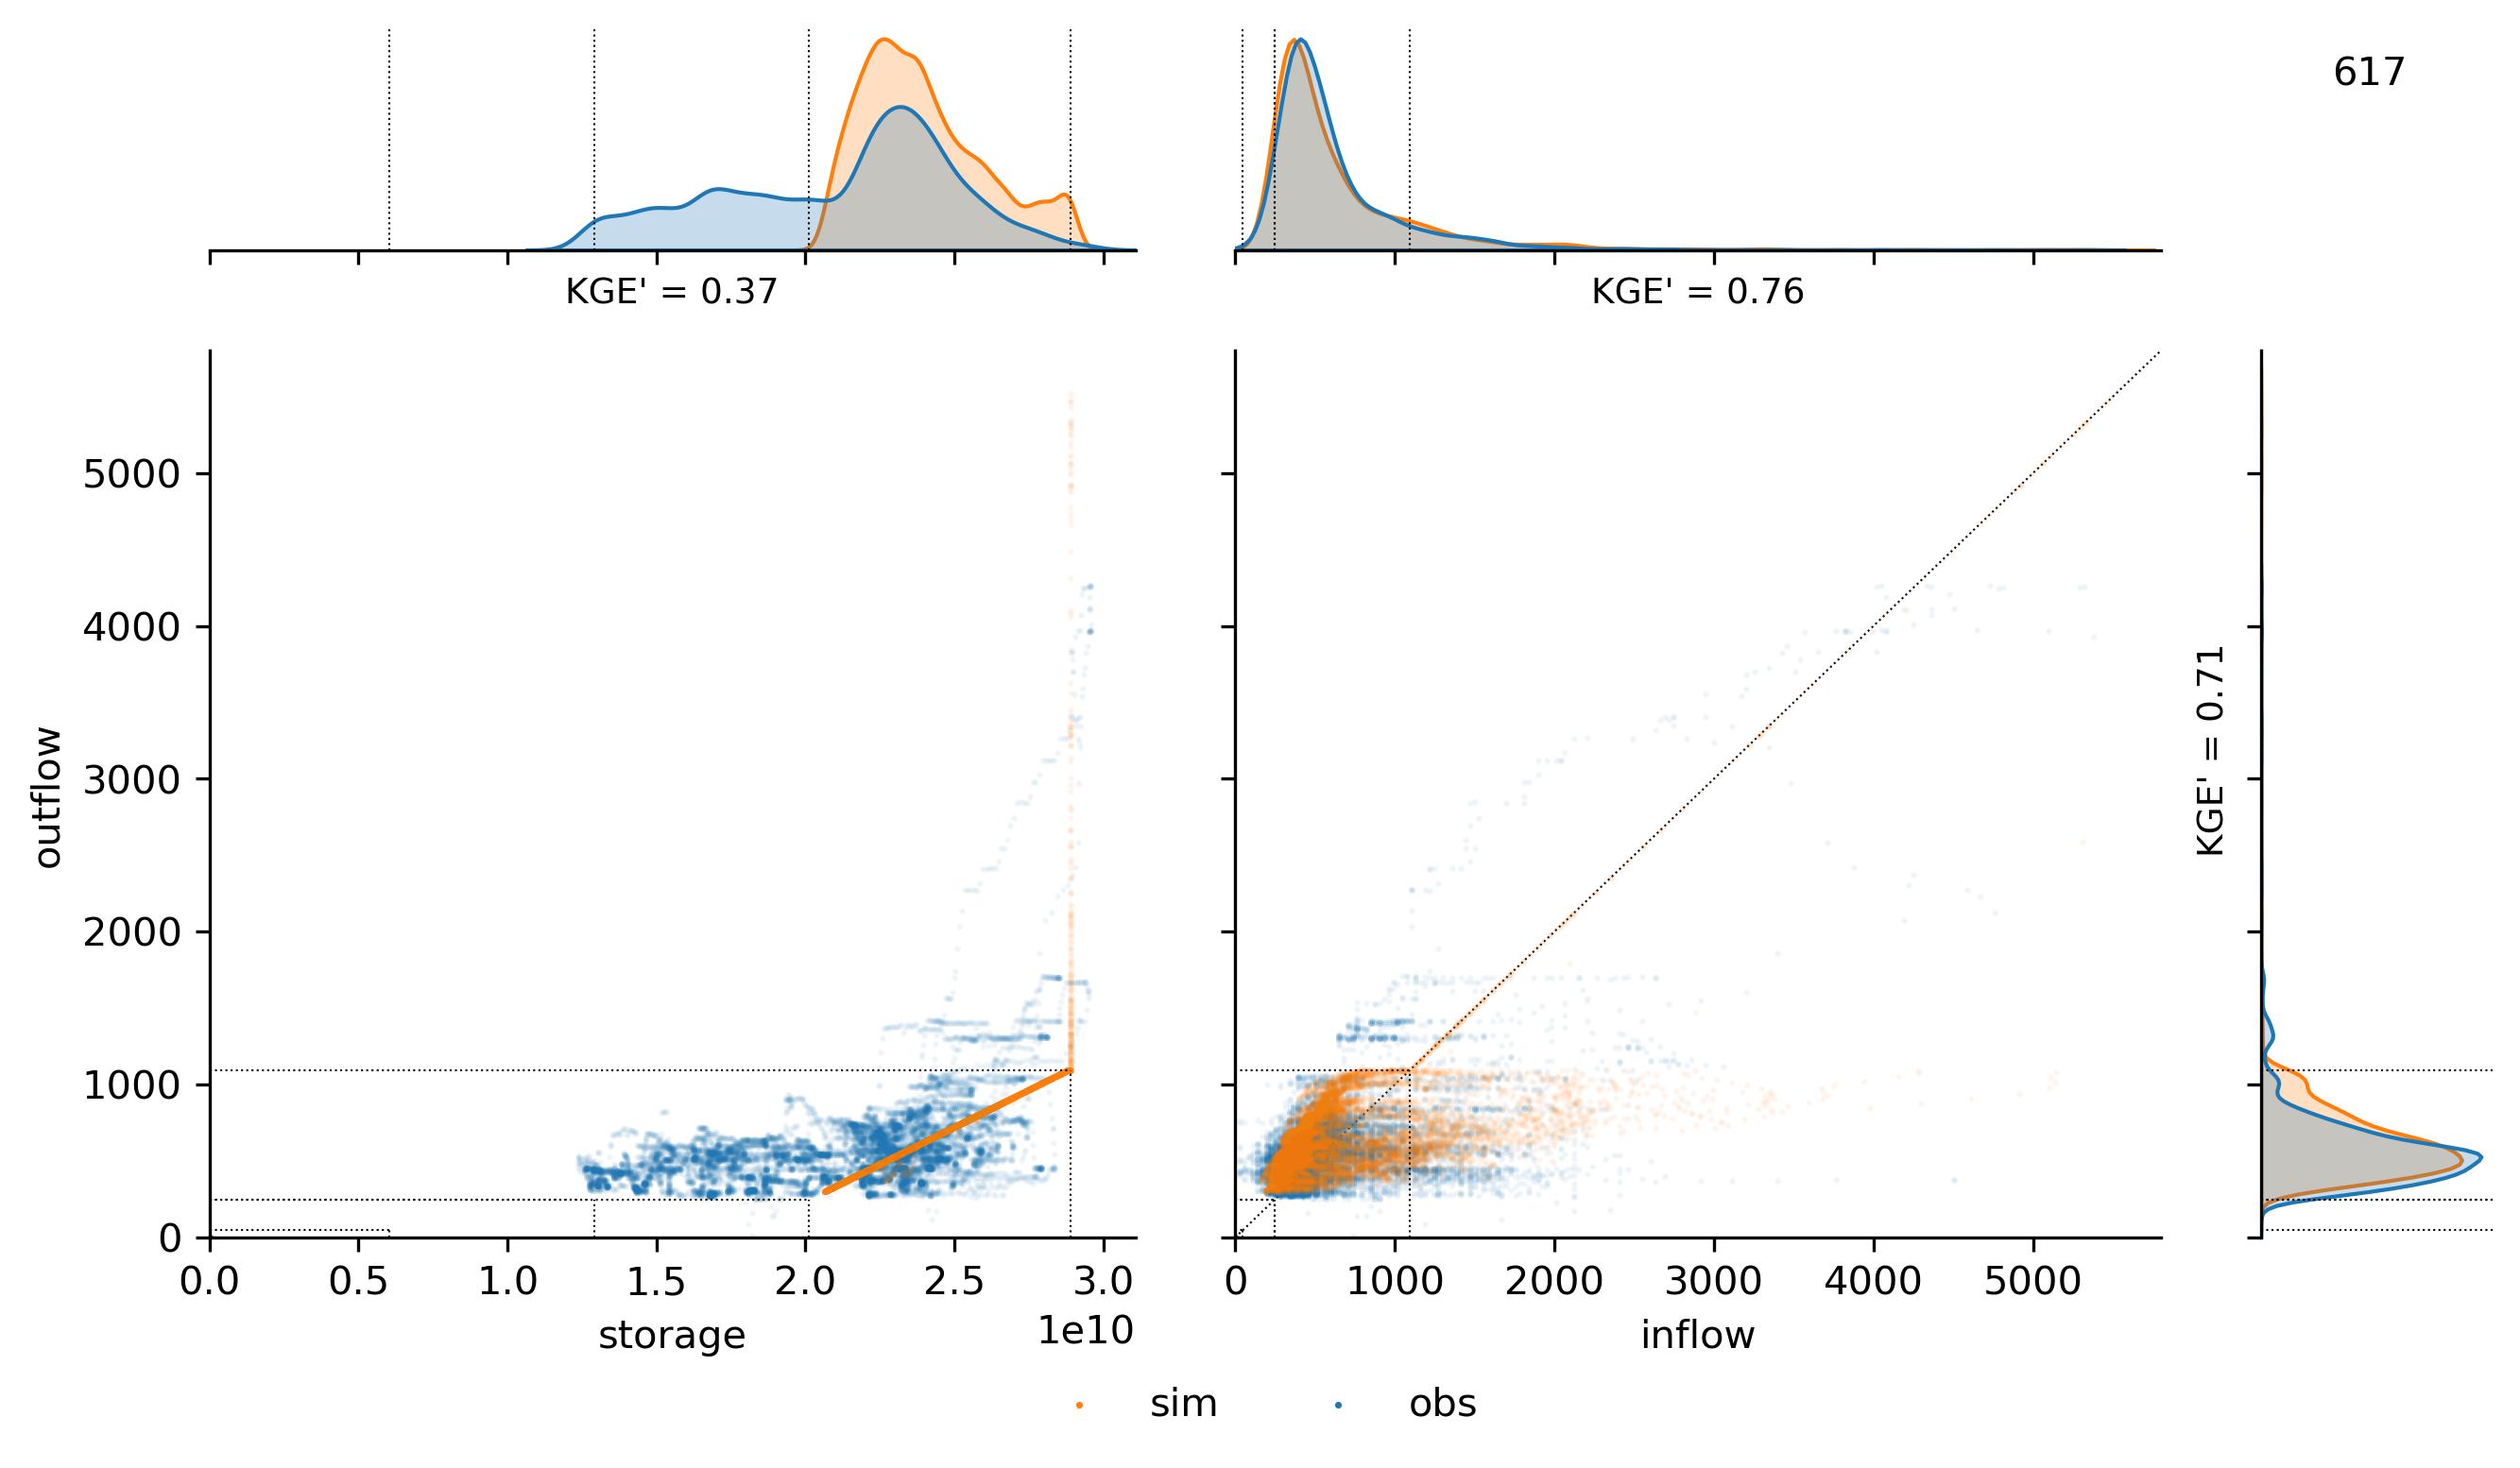 617
KGE' = 0.37
KGE' = 0.76
5000
4000
3000
2000
1000
0
outflow
KGE' = 0.71
0.0 0.5 1.0 1.5 2.0 2.5 3.0
1e10
storage
0 1000 2000 3000 4000 5000
inflow
sim obs